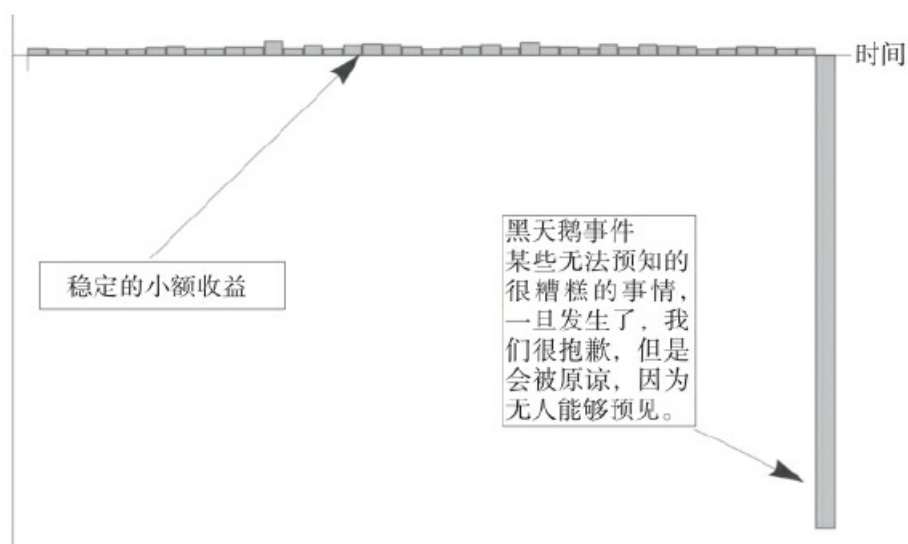 时间
稳定的小额收益
黑天鹅事件
某些无法预知的
很糟糕的事情，
一旦发生了，我
们很抱歉，但是
会被原谅，因为
无人能够预见。